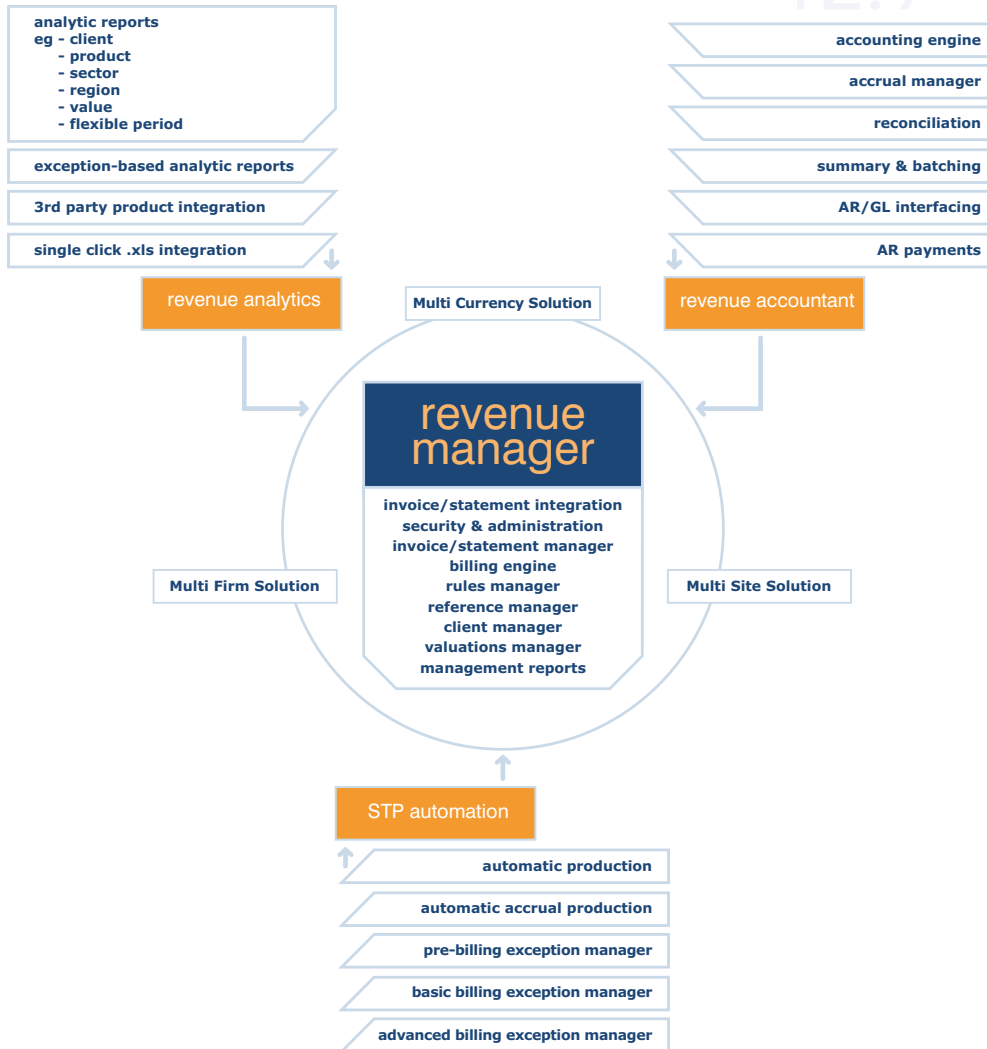 analytic reports
eg - client
- product
- sector
- region
- value
- flexible period
exception-based analytic reports
3rd party product integration
single click .xls integration
revenue analytics
accounting engine
accrual manager
reconciliation
summary & batching
AR/GL interfacing
AR payments
revenue accountant
Multi Currency Solution
revenue
manager
invoice/statement integration
security & administration
invoice/statement manager
billing engine
rules manager
reference manager
client manager
valuations manager
management reports
Multi Firm Solution
Multi Site Solution
STP automation
automatic production
automatic accrual production
pre-billing exception manager
basic billing exception manager
advanced billing exception manager